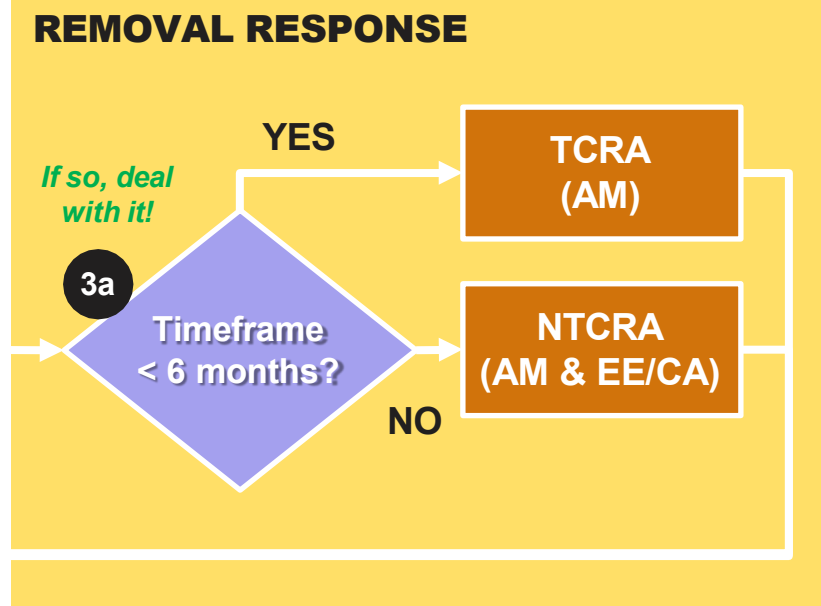 REMOVAL RESPONSE
YES
If so, deal
with it!
3a
Timeframe
< 6 months?
TCRA
(AM)
NTCRA
(AM & EE/CA)
NO